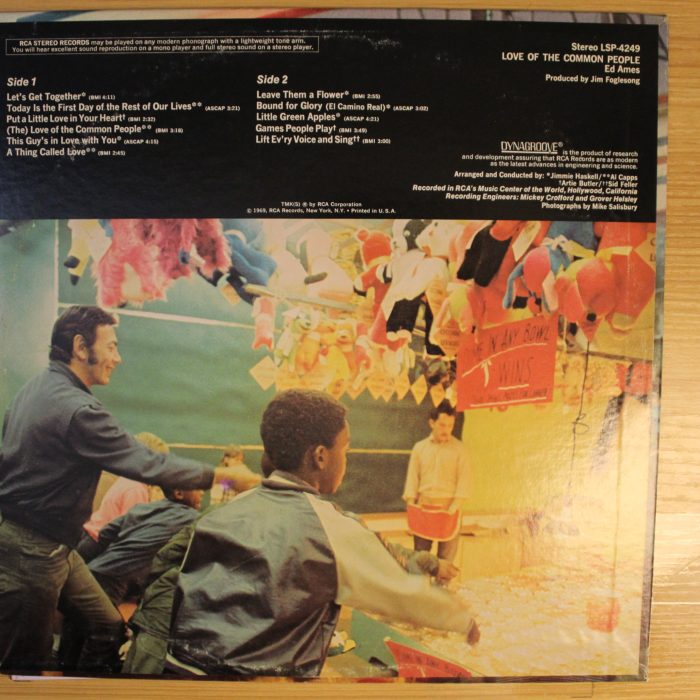 RCA STEREO RECORDS may be played on any modern phonograph with a lightweight tone arm.
You will hear excellent sound reproduction on a mono player and full stereo sound on a stereo player.
Stereo LSP-4249
LOVE OF THE COMMON PEOPLE
Ed Ames
Produced by Jim Foglesong
Side 1
Let's Get Together* (BMI 4:11)
Today Is the First Day of the Rest of Our Lives** (ASCAP 3:21)
Put a Little Love in Your Heart† (BMI 2:32)
(The) Love of the Common People** (BMI 3:18)
This Guy's in Love with You* (ASCAP 4:15)
A Thing Called Love** (BMI 2:45)
Side 2
Leave Them a Flower* (BMI 2:55)
Bound for Glory (El Camino Real)* (ASCAP 3:02)
Little Green Apples* (ASCAP 4:21)
Games People Play† (BMI 3:49)
Lift Ev'ry Voice and Sing†† (BMI 3:00)
DYNAGROOVE® is the product of research
and development assuring that RCA Records are as modern
as the latest advances in engineering and science.
Arranged and Conducted by: *Jimmie Haskell/**Al Capps
†Artie Butler/††Sid Feller
Recorded in RCA's Music Center of the World, Hollywood, California
Recording Engineers: Mickey Crofford and Grover Helsley
Photographs by Mike Salisbury
TMK(S) ® by RCA Corporation
© 1969, RCA Records, New York, N.Y. • Printed in U.S.A.
IN ANY BOWL
WINS